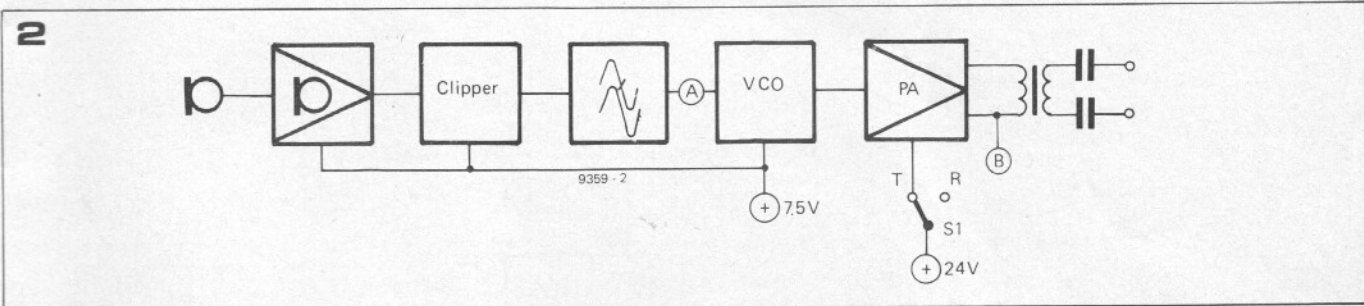 2
Clipper
A
VCO
PA
B
9359 - 2
T
R
+ 7.5V
S1
+ 24V